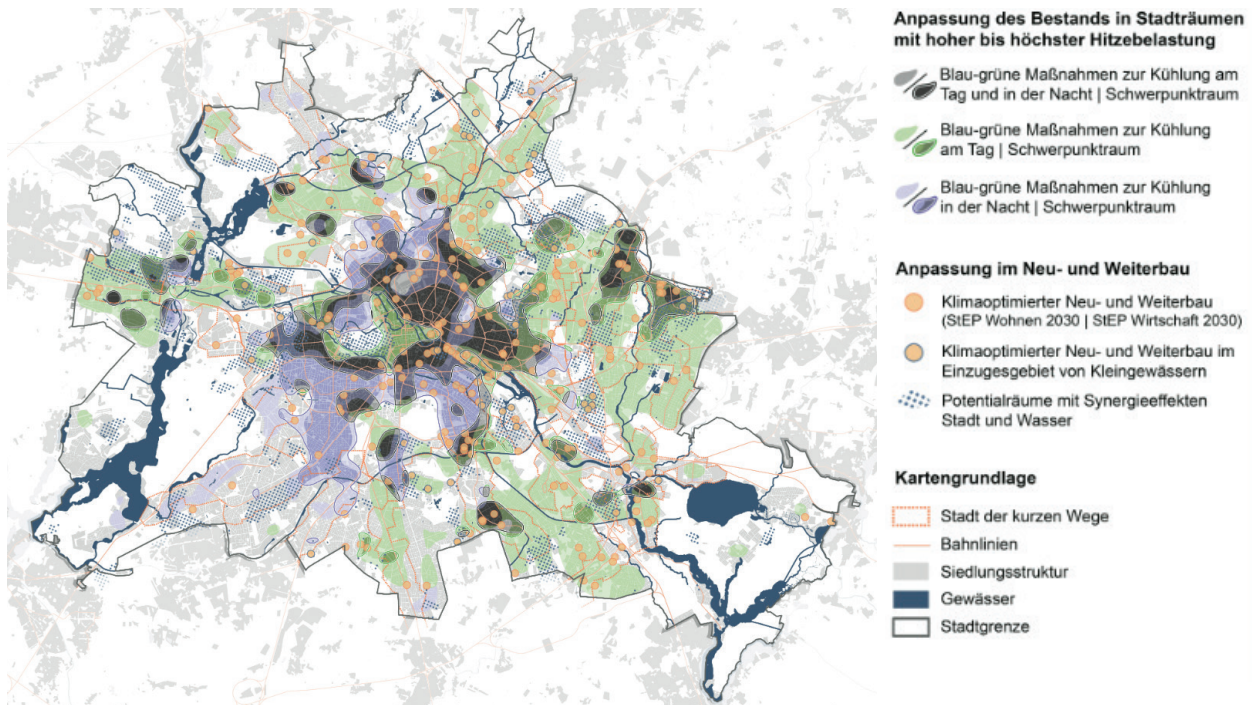 Anpassung des Bestands in Stadträumen
mit hoher bis höchster Hitzebelastung
Blau-grüne Maßnahmen zur Kühlung am
Tag und in der Nacht | Schwerpunktraum
Blau-grüne Maßnahmen zur Kühlung
am Tag | Schwerpunktraum
Blau-grüne Maßnahmen zur Kühlung
in der Nacht | Schwerpunktraum
Anpassung im Neu- und Weiterbau
Klimaoptimierter Neu- und Weiterbau
(StEP Wohnen 2030 | StEP Wirtschaft 2030)
Klimaoptimierter Neu- und Weiterbau im
Einzugesgebiet von Kleingewässern
Potentialräume mit Synergieeffekten
Stadt und Wasser
Kartengrundlage
Stadt der kurzen Wege
Bahnlinien
Siedlungsstruktur
Gewässer
Stadtgrenze